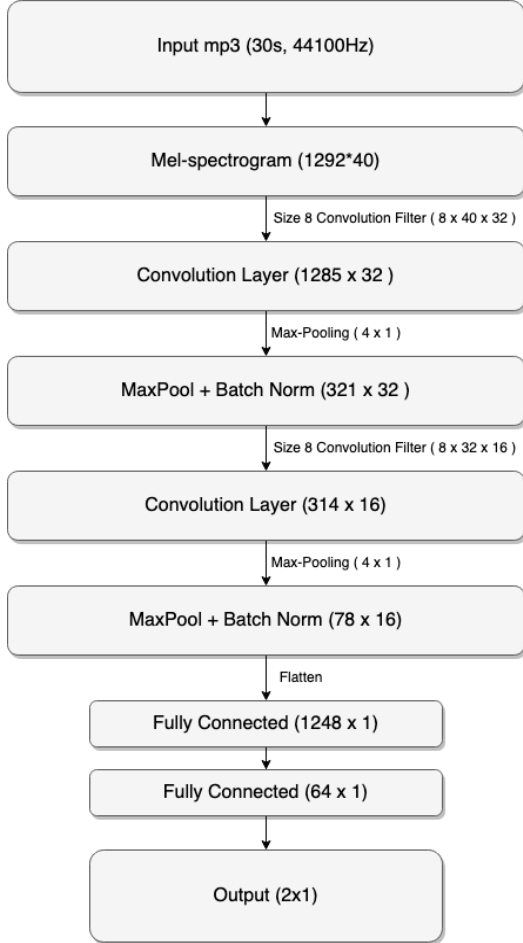 Input mp3 (30s, 44100Hz)
Mel-spectrogram (1292*40)
Size 8 Convolution Filter ( 8 x 40 x 32 )
Convolution Layer (1285 x 32 )
Max-Pooling ( 4 x 1 )
MaxPool + Batch Norm (321 x 32 )
Size 8 Convolution Filter ( 8 x 32 x 16 )
Convolution Layer (314 x 16)
Max-Pooling ( 4 x 1 )
MaxPool + Batch Norm (78 x 16)
Flatten
Fully Connected (1248 x 1)
Fully Connected (64 x 1)
Output (2x1)